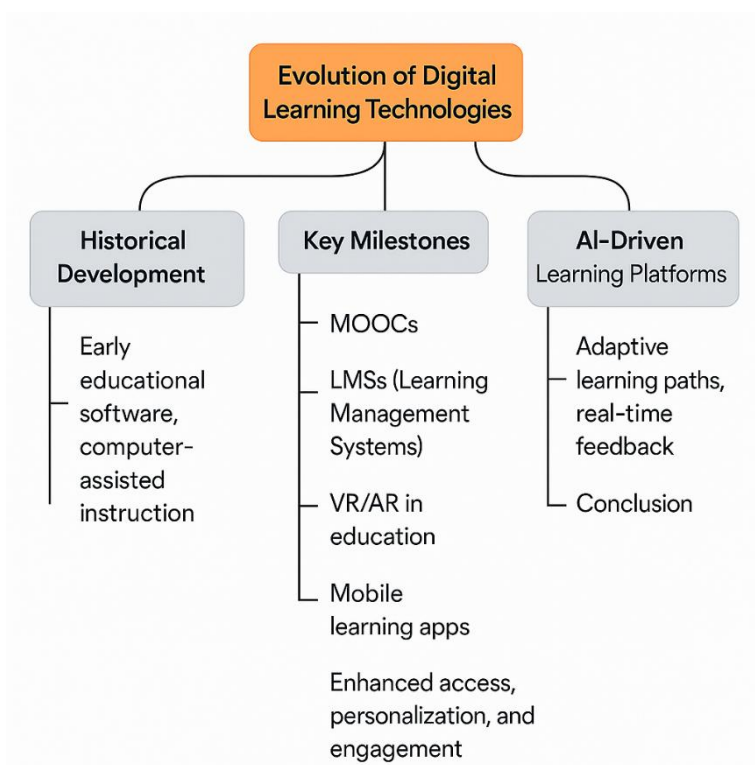 Evolution of Digital
Learning Technologies
Historical
Development
Early
educational
software,
computer-
assisted
instruction
Key Milestones
MOOCs
LMSs (Learning
Management
Systems)
VR/AR in
education
Mobile
learning apps
Enhanced access,
personalization, and
engagement
AI-Driven
Learning Platforms
Adaptive
learning paths,
real-time
feedback
Conclusion